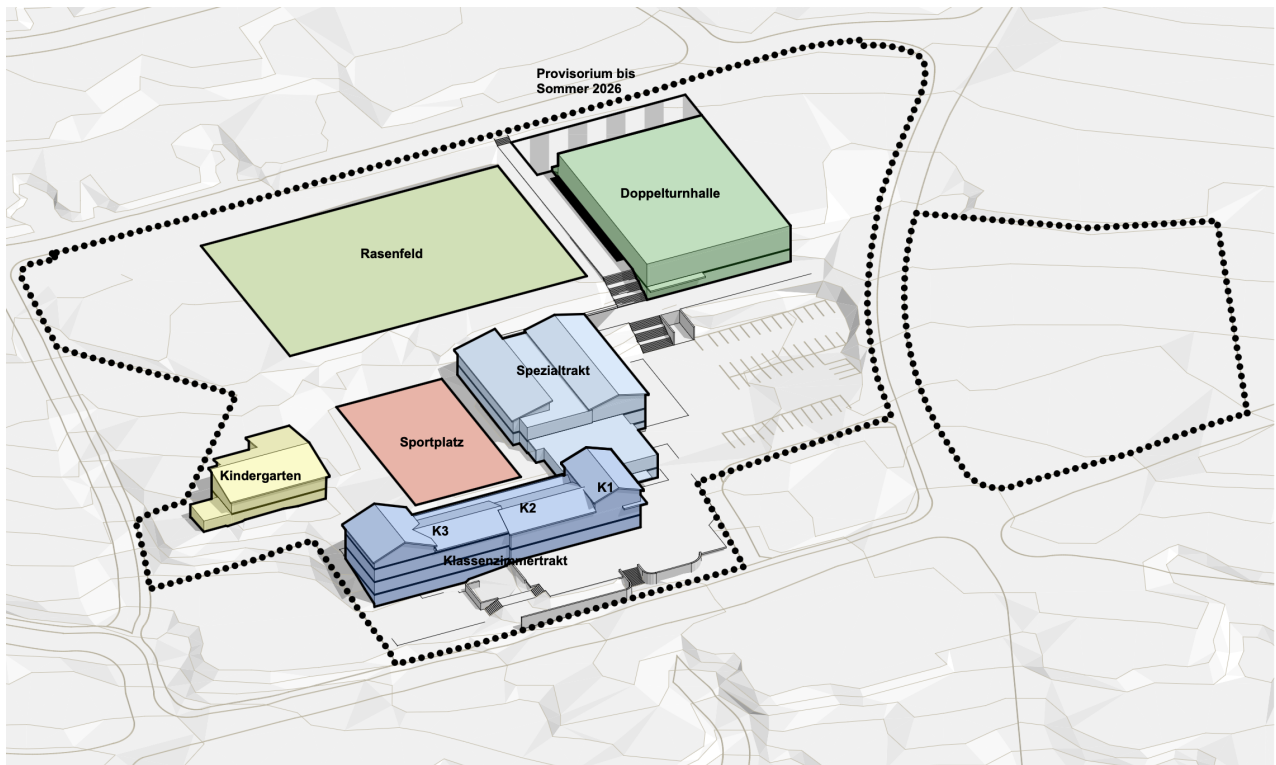 Provisorium bis
Sommer 2026
Doppelturnhalle
Rasenfeld
Spezialtrakt
Sportplatz
Kindergarten
K1
K2
K3
Klassenzimmertrakt